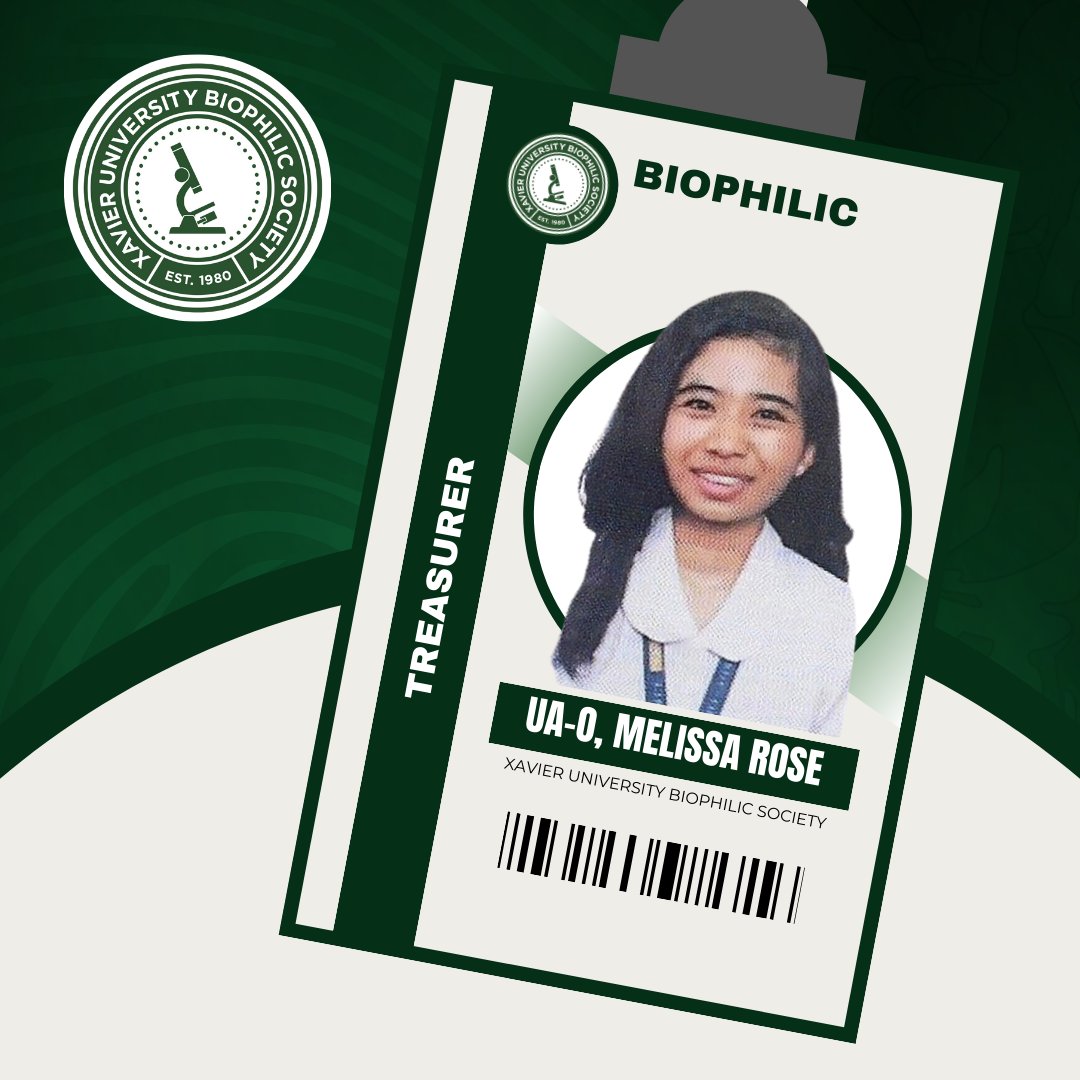 XAVIER UNIVERSITY BIOPHILIC SOCIETY
EST. 1980
XAVIER UNIVERSITY BIOPHILIC SOCIETY
EST. 1980
BIOPHILIC
TREASURER
UA-O, MELISSA ROSE
XAVIER UNIVERSITY BIOPHILIC SOCIETY